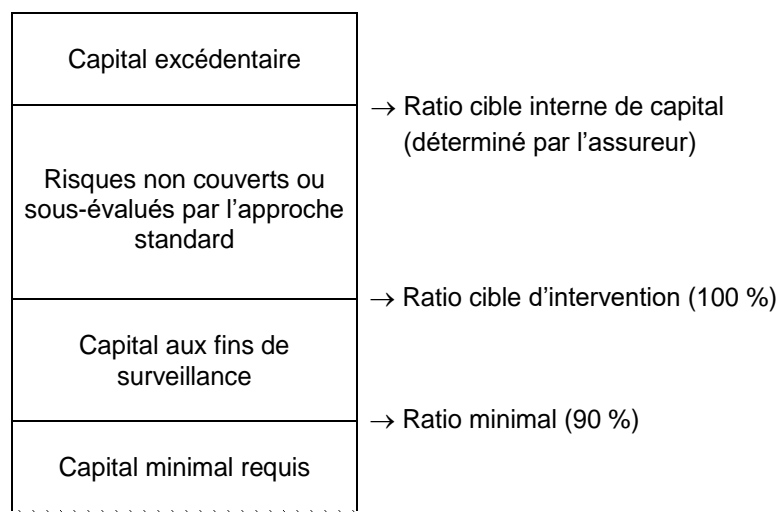 Capital excédentaire
→ Ratio cible interne de capital
(déterminé par l’assureur)
Risques non couverts ou
sous-évalués par l’approche
standard
→ Ratio cible d’intervention (100 %)
Capital aux fins de
surveillance
→ Ratio minimal (90 %)
Capital minimal requis